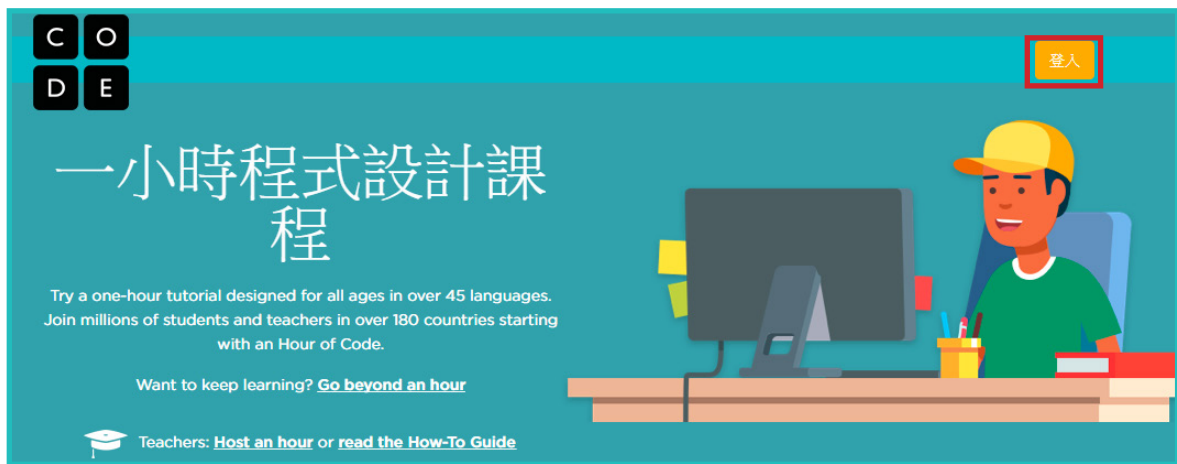 C O
D E
登入
一小時程式設計課
程
Try a one-hour tutorial designed for all ages in over 45 languages.
Join millions of students and teachers in over 180 countries starting
with an Hour of Code.
Want to keep learning? Go beyond an hour
Teachers: Host an hour or read the How-To Guide